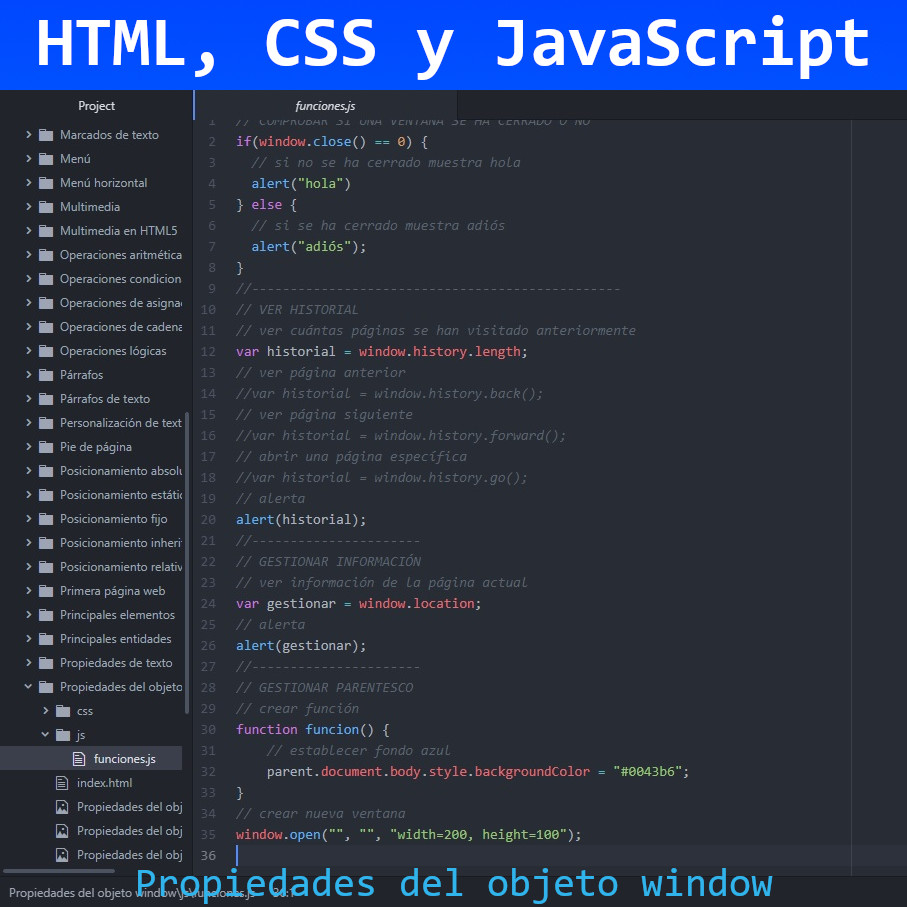 HTML, CSS y JavaScript
Project
funciones.js
Marcados de texto
Menú
Menú horizontal
Multimedia
Multimedia en HTML5
Operaciones aritmética
Operaciones condicion
Operaciones de asigna
Operaciones de cadena
Operaciones lógicas
Párrafos
Párrafos de texto
Personalización de text
Pie de página
Posicionamiento absolu
Posicionamiento estátic
Posicionamiento fijo
Posicionamiento inheri
Posicionamiento relativ
Primera página web
Principales elementos
Principales entidades
Propiedades de texto
Propiedades del objeto
css
js
funciones.js
index.html
Propiedades del obj
Propiedades del obj
Propiedades del obj
1 // COMPROBAR SI UNA VENTANA SE HA CERRADO O NO
2 if(window.close() == 0) {
3 // si no se ha cerrado muestra hola
4 alert("hola")
5 } else {
6 // si se ha cerrado muestra adiós
7 alert("adiós");
8 }
9 //------------------------------------------------
10 // VER HISTORIAL
11 // ver cuántas páginas se han visitado anteriormente
12 var historial = window.history.length;
13 // ver página anterior
14 //var historial = window.history.back();
15 // ver página siguiente
16 //var historial = window.history.forward();
17 // abrir una página específica
18 //var historial = window.history.go();
19 // alerta
20 alert(historial);
21 //----------------------
22 // GESTIONAR INFORMACIÓN
23 // ver información de la página actual
24 var gestionar = window.location;
25 // alerta
26 alert(gestionar);
27 //----------------------
28 // GESTIONAR PARENTESCO
29 // crear función
30 function funcion() {
31 // establecer fondo azul
32 parent.document.body.style.backgroundColor = "#0043b6";
33 }
34 // crear nueva ventana
35 window.open("", "", "width=200, height=100");
36
Propiedades del objeto window\js\funciones.js
Propiedades del objeto window